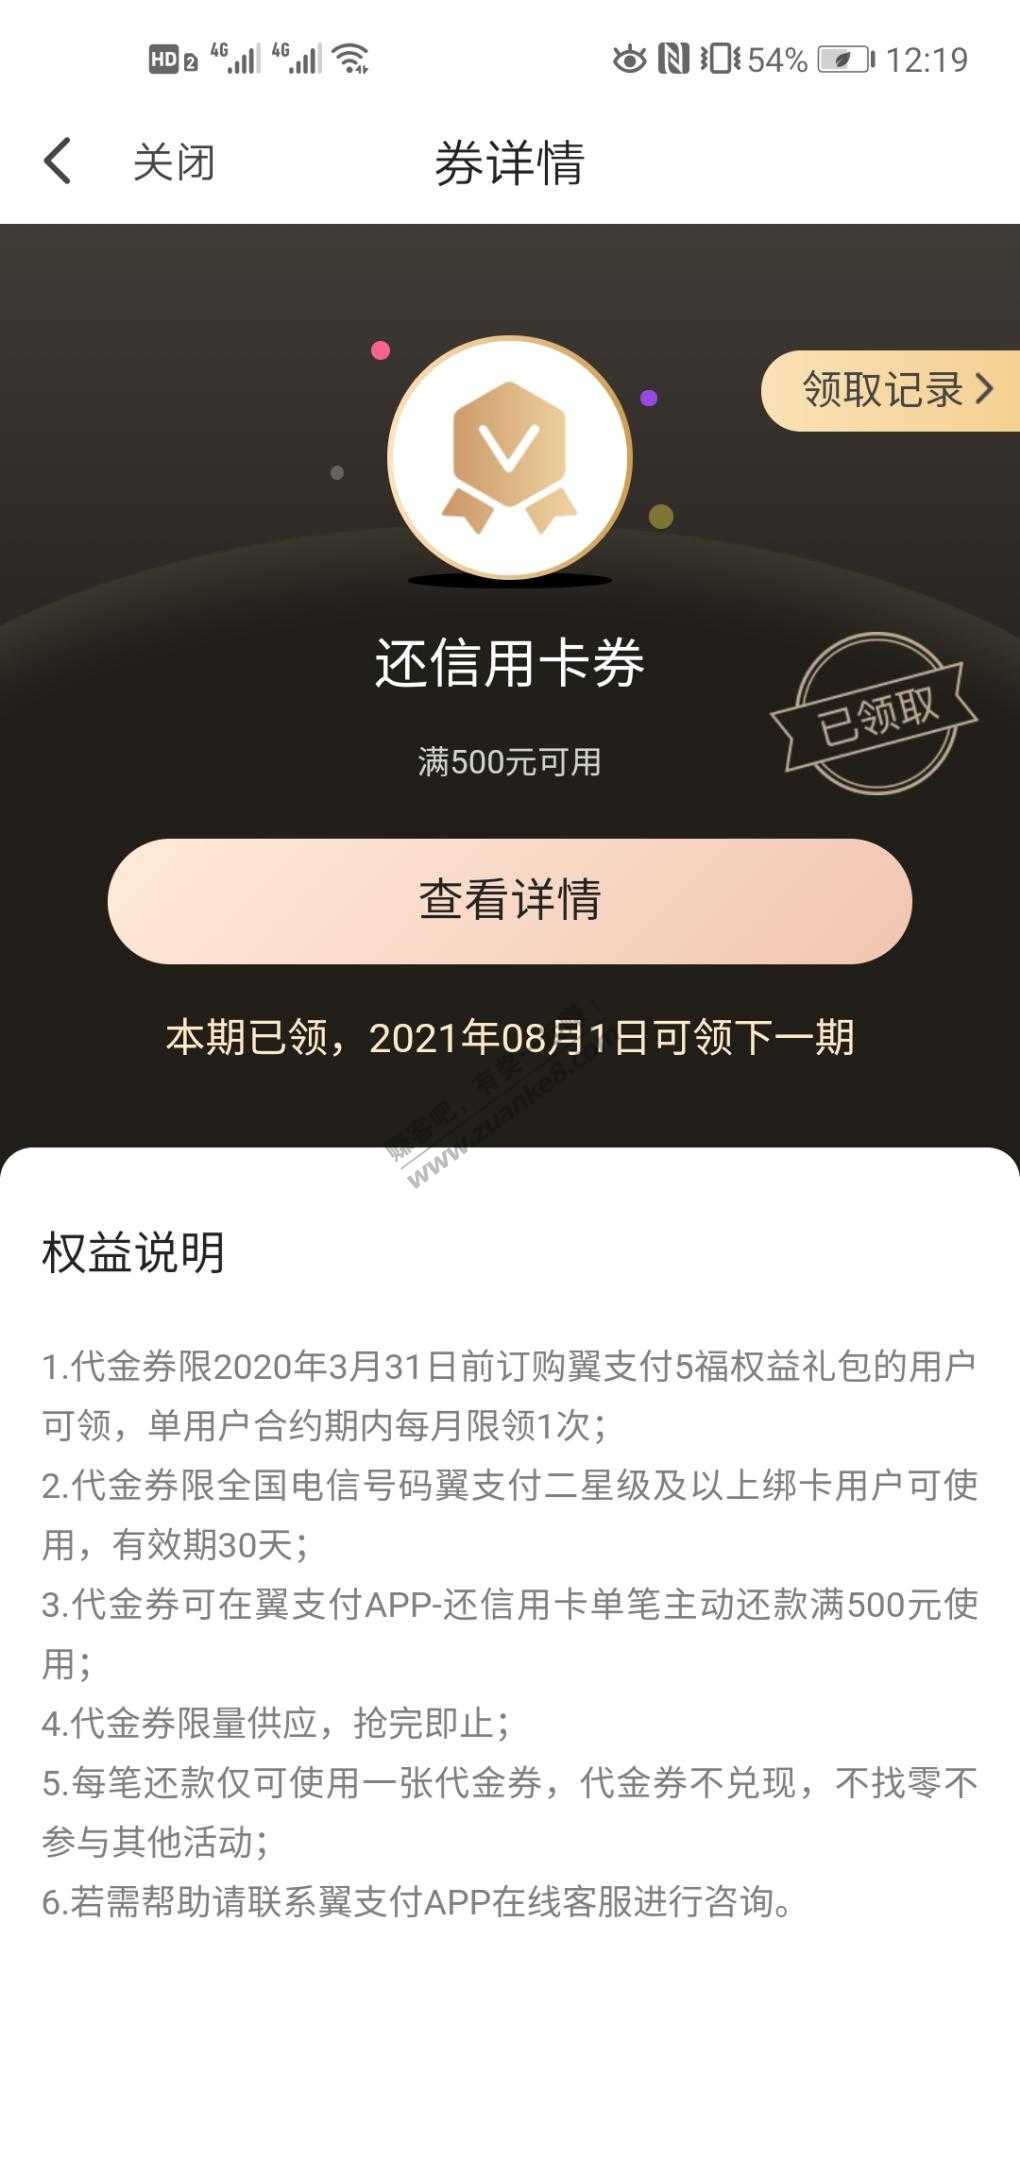 HD 2 4G 4G 54% 12:19
关闭 券详情
领取记录
还信用卡券
已领取
满500元可用
查看详情
本期已领，2021年08月1日可领下一期
www.zuanke8.com
权益说明
1.代金券限2020年3月31日前订购翼支付5福权益礼包的用户
可领，单用户合约期内每月限领1次；
2.代金券限全国电信号码翼支付二星级及以上绑卡用户可使
用，有效期30天；
3.代金券可在翼支付APP-还信用卡单笔主动还款满500元使
用；
4.代金券限量供应，抢完即止；
5.每笔还款仅可使用一张代金券，代金券不兑现，不找零不
参与其他活动；
6.若需帮助请联系翼支付APP在线客服进行咨询。